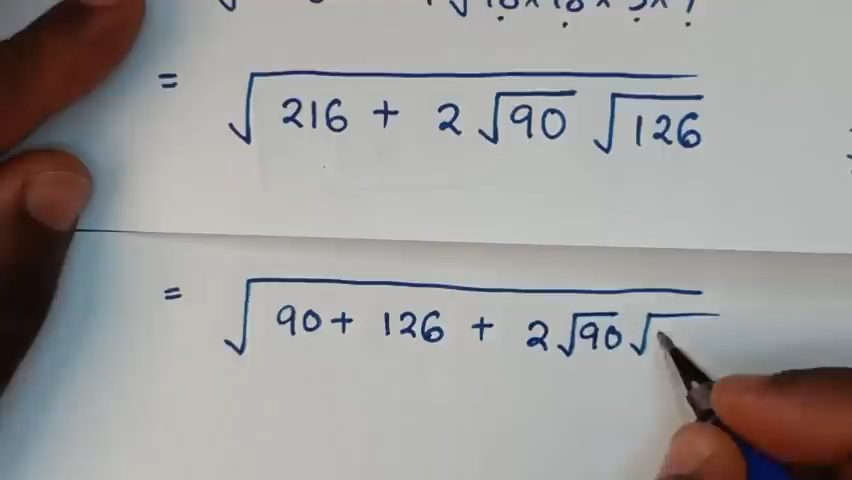 = √216 + 2 √90 √126
= √90 + 126 + 2√90 √